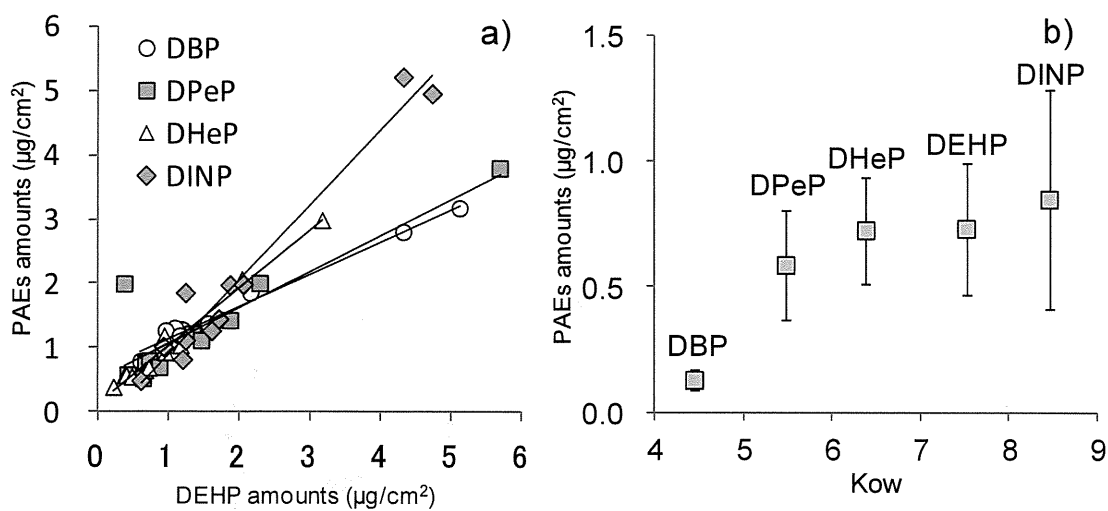 a)
DBP
DPeP
DHeP
DINP
PAEs amounts (µg/cm²)
6
5
4
3
2
1
0
0 1 2 3 4 5 6
DEHP amounts (µg/cm²)
b)
PAEs amounts (µg/cm²)
1.5
1.0
0.5
0.0
DBP
DPeP
DHeP
DEHP
DINP
4 5 6 7 8 9
Kow